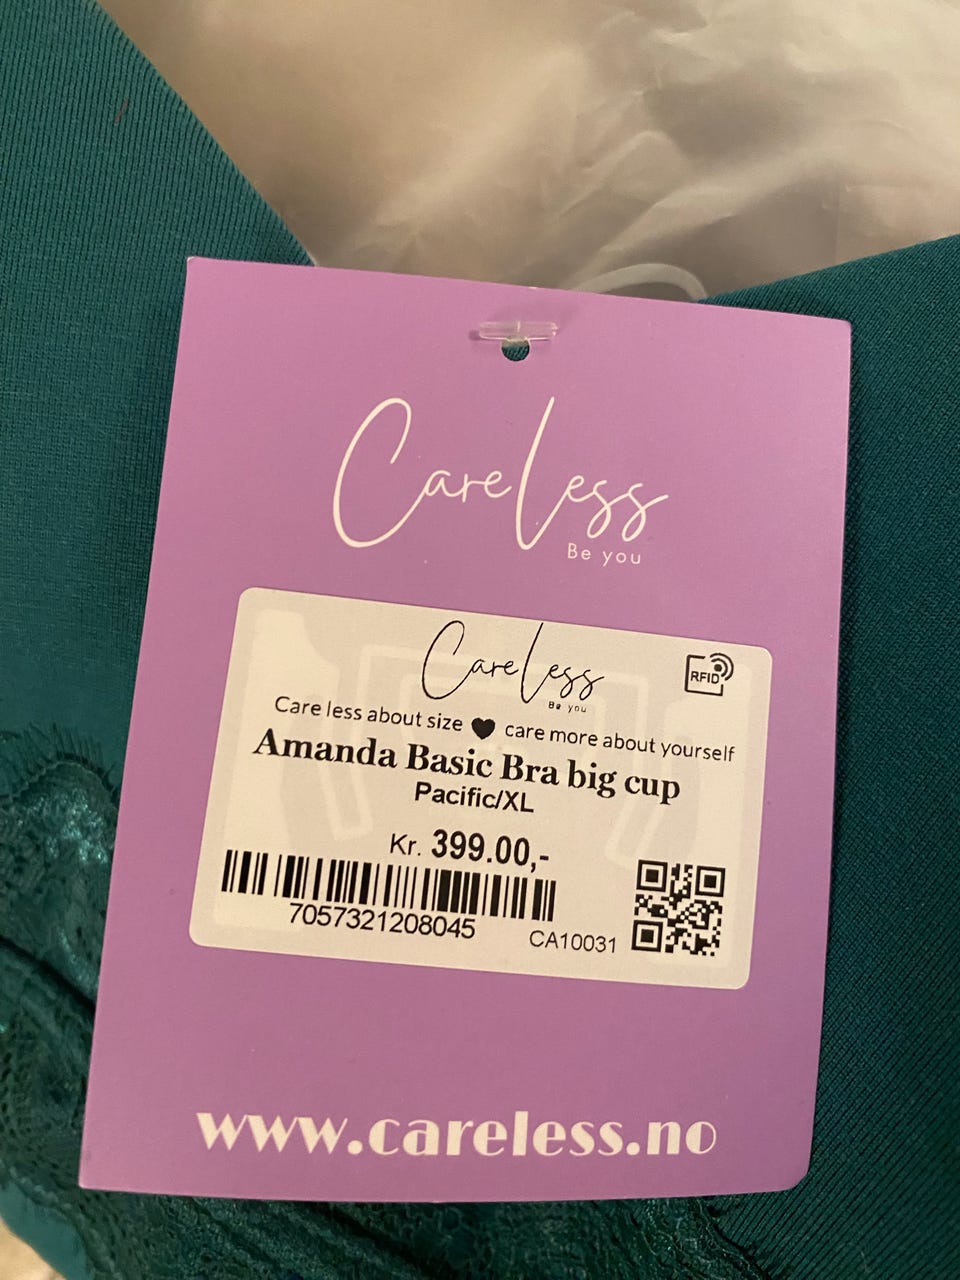 CareLess
Be you
CareLess
Be you
RFID
Care less about size ♥ care more about yourself
Amanda Basic Bra big cup
Pacific/XL
Kr. 399.00,-
7057321208045
CA10031
www.careless.no